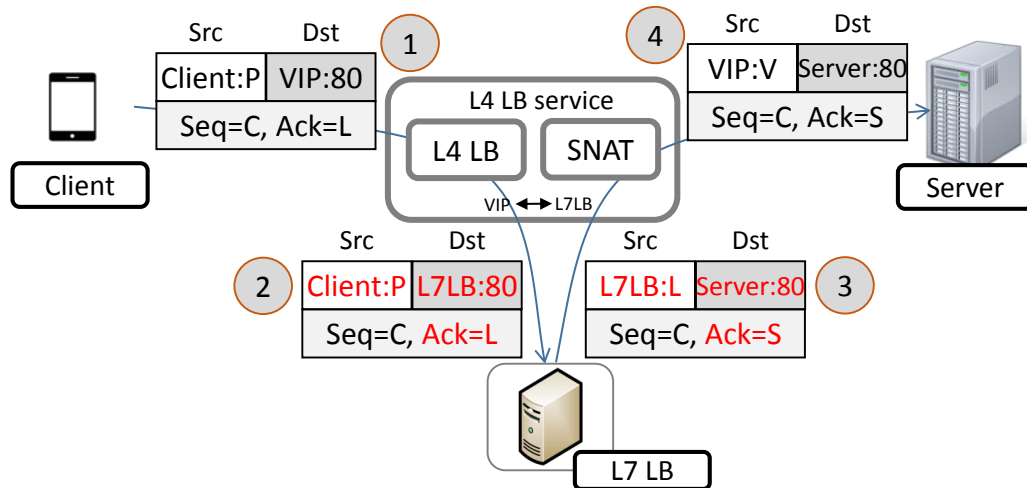 Src Dst
1
Client:P VIP:80
Seq=C, Ack=L
4
Src Dst
VIP:V Server:80
Seq=C, Ack=S
L4 LB service
L4 LB
SNAT
VIP L7LB
Client
Server
2
Src Dst
Client:P L7LB:80
Seq=C, Ack=L
Src Dst
L7LB:L Server:80
Seq=C, Ack=S
3
L7 LB